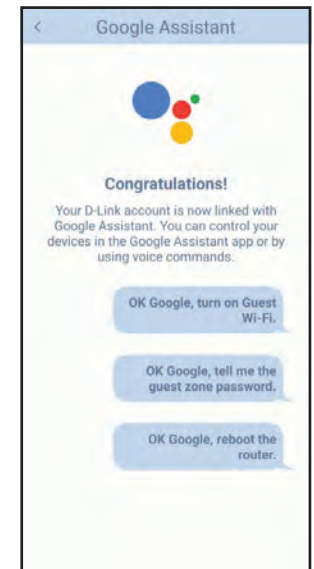 Google Assistant
Congratulations!
Your D-Link account is now linked with
Google Assistant. You can control your
devices in the Google Assistant app or by
using voice commands.
OK Google, turn on Guest
Wi-Fi.
OK Google, tell me the
guest zone password.
OK Google, reboot the
router.